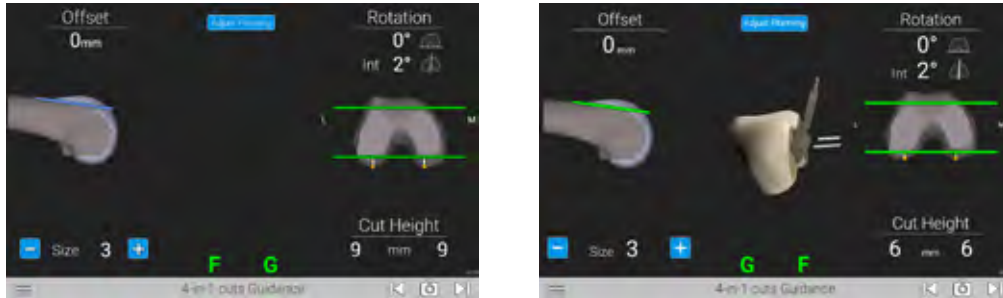 Offset
0mm
Adjust Planning
Rotation
0°
Int 2°
L
M
Size 3
Cut Height
9 mm 9
F G
4-in-1 cuts Guidance
Offset
0mm
Adjust Planning
Rotation
0°
Int 2°
L
M
Size 3
Cut Height
6 mm 6
G F
4-in-1 cuts Guidance